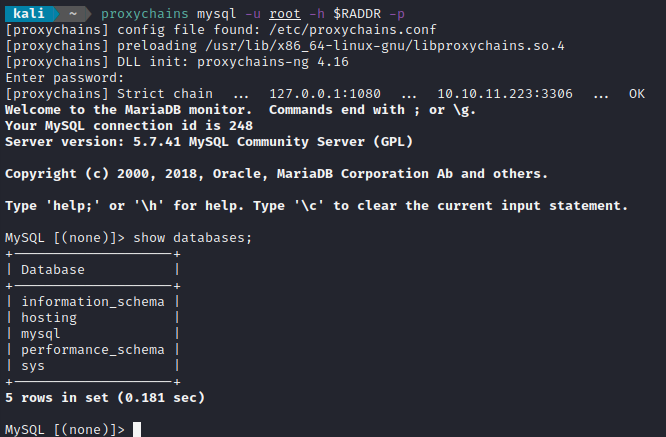 kali ~ proxychains mysql -u root -h $RADDR -p
[proxychains] config file found: /etc/proxychains.conf
[proxychains] preloading /usr/lib/x86_64-linux-gnu/libproxychains.so.4
[proxychains] DLL init: proxychains-ng 4.16
Enter password:
[proxychains] Strict chain  ...  127.0.0.1:1080  ...  10.10.11.223:3306  ...  OK
Welcome to the MariaDB monitor.  Commands end with ; or \g.
Your MySQL connection id is 248
Server version: 5.7.41 MySQL Community Server (GPL)
Copyright (c) 2000, 2018, Oracle, MariaDB Corporation Ab and others.
Type 'help;' or '\h' for help. Type '\c' to clear the current input statement.
MySQL [(none)]> show databases;
+--------------------+
| Database           |
+--------------------+
| information_schema |
| hosting            |
| mysql              |
| performance_schema |
| sys                |
+--------------------+
5 rows in set (0.181 sec)
MySQL [(none)]>